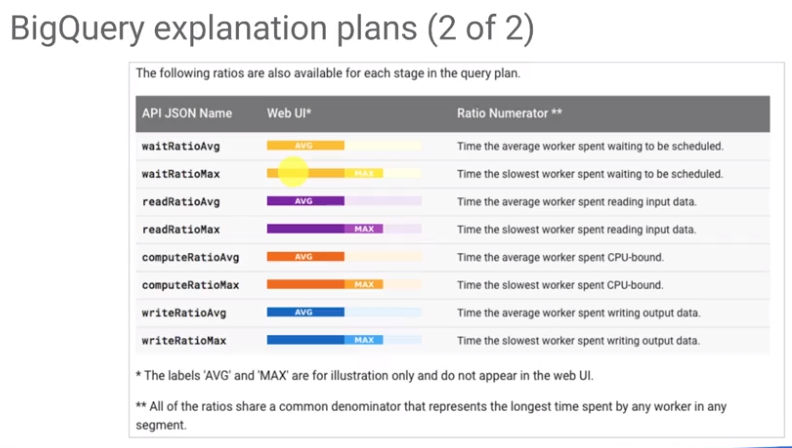 BigQuery explanation plans (2 of 2)
The following ratios are also available for each stage in the query plan.
API JSON Name Web UI* Ratio Numerator **
waitRatioAvg AVG Time the average worker spent waiting to be scheduled.
waitRatioMax MAX Time the slowest worker spent waiting to be scheduled.
readRatioAvg AVG Time the average worker spent reading input data.
readRatioMax MAX Time the slowest worker spent reading input data.
computeRatioAvg AVG Time the average worker spent CPU-bound.
computeRatioMax MAX Time the slowest worker spent CPU-bound.
writeRatioAvg AVG Time the average worker spent writing output data.
writeRatioMax MAX Time the slowest worker spent writing output data.
* The labels 'AVG' and 'MAX' are for illustration only and do not appear in the web UI.
** All of the ratios share a common denominator that represents the longest time spent by any worker in any
segment.